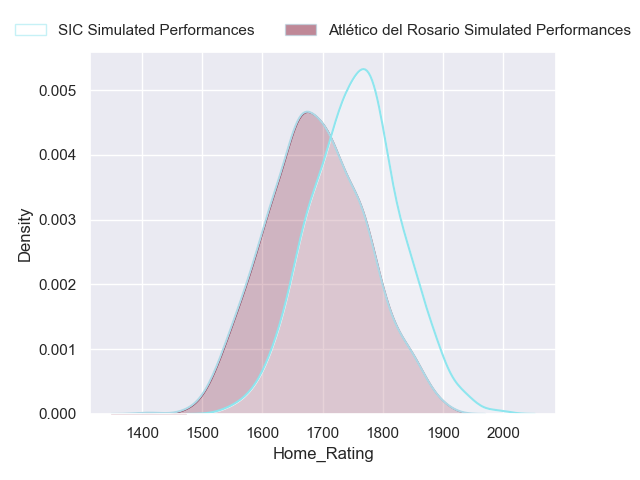 SIC Simulated Performances
Atlético del Rosario Simulated Performances
Density
0.005
0.004
0.003
0.002
0.001
0.000
1400 1500 1600 1700 1800 1900 2000
Home_Rating